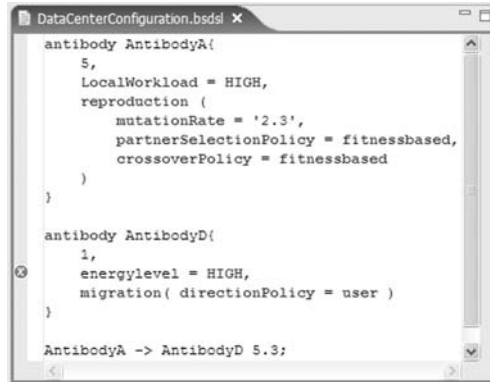 DataCenterConfiguration.bsdsl
antibody AntibodyA{
5,
LocalWorkload = HIGH,
reproduction (
mutationRate = '2.3',
partnerSelectionPolicy = fitnessbased,
crossoverPolicy = fitnessbased
)
}
antibody AntibodyD{
1,
energylevel = HIGH,
migration( directionPolicy = user )
}
AntibodyA -> AntibodyD 5.3;